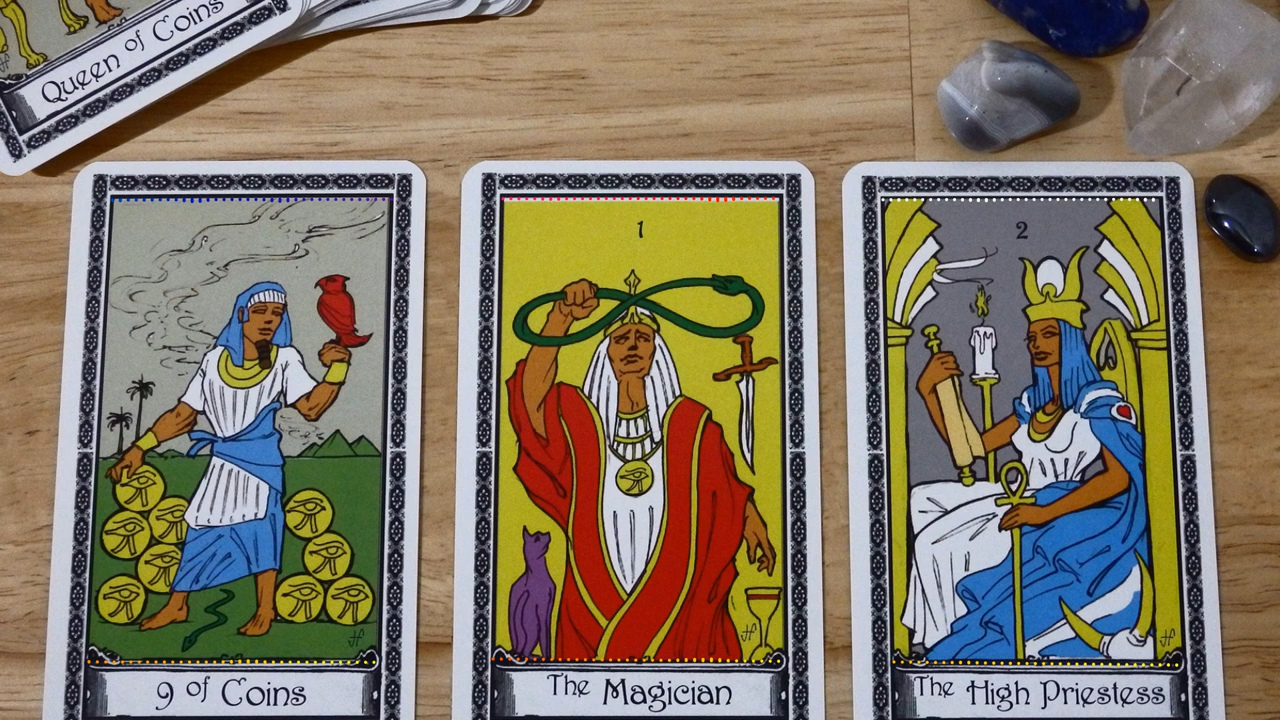 Queen of Coins
1
2
9 of Coins
The Magician
The High Priestess